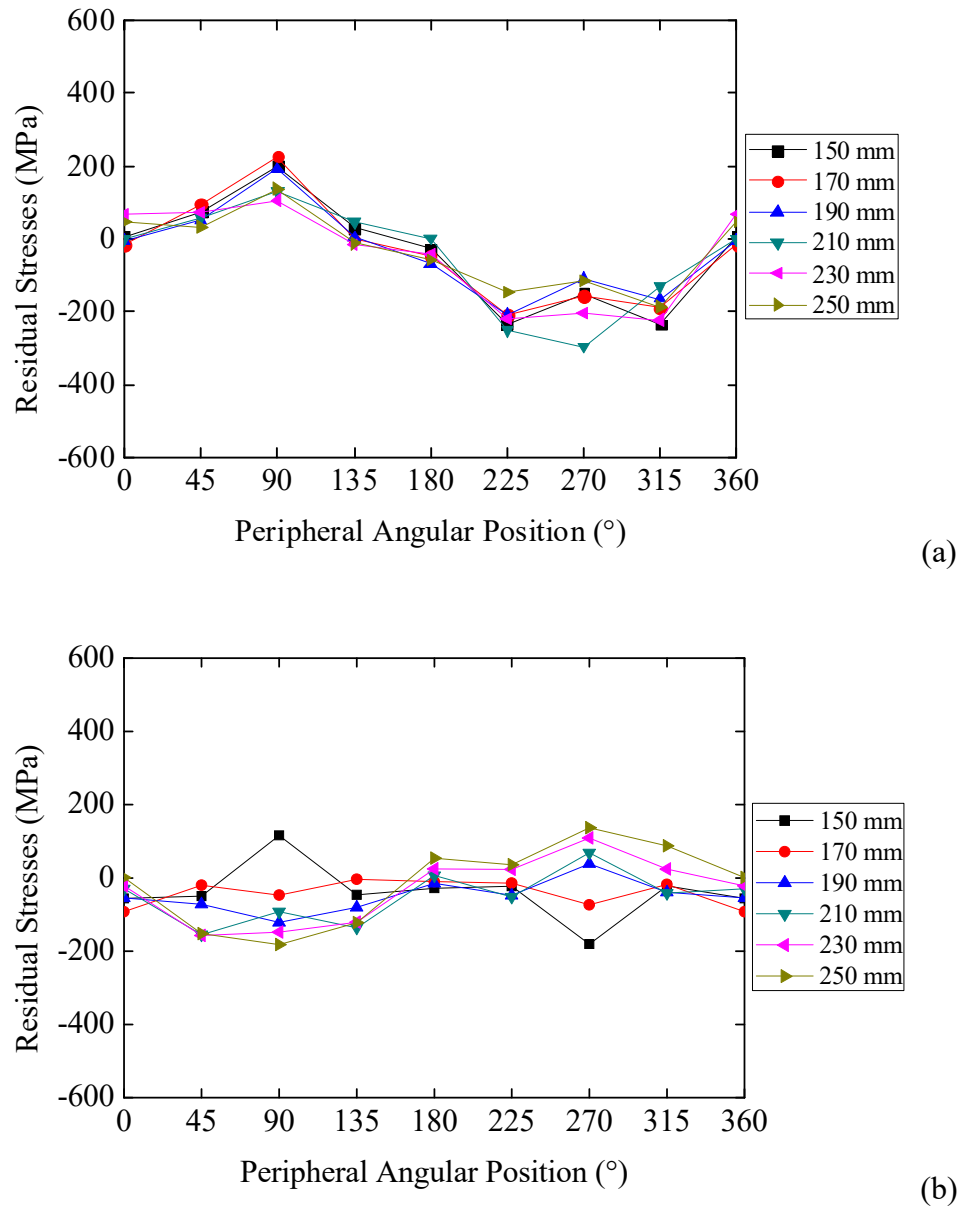 600
400
200
0
-200
-400
-600
Residual Stresses (MPa)
0 45 90 135 180 225 270 315 360
Peripheral Angular Position (°)
150 mm
170 mm
190 mm
210 mm
230 mm
250 mm
(a)
600
400
200
0
-200
-400
-600
Residual Stresses (MPa)
0 45 90 135 180 225 270 315 360
Peripheral Angular Position (°)
150 mm
170 mm
190 mm
210 mm
230 mm
250 mm
(b)